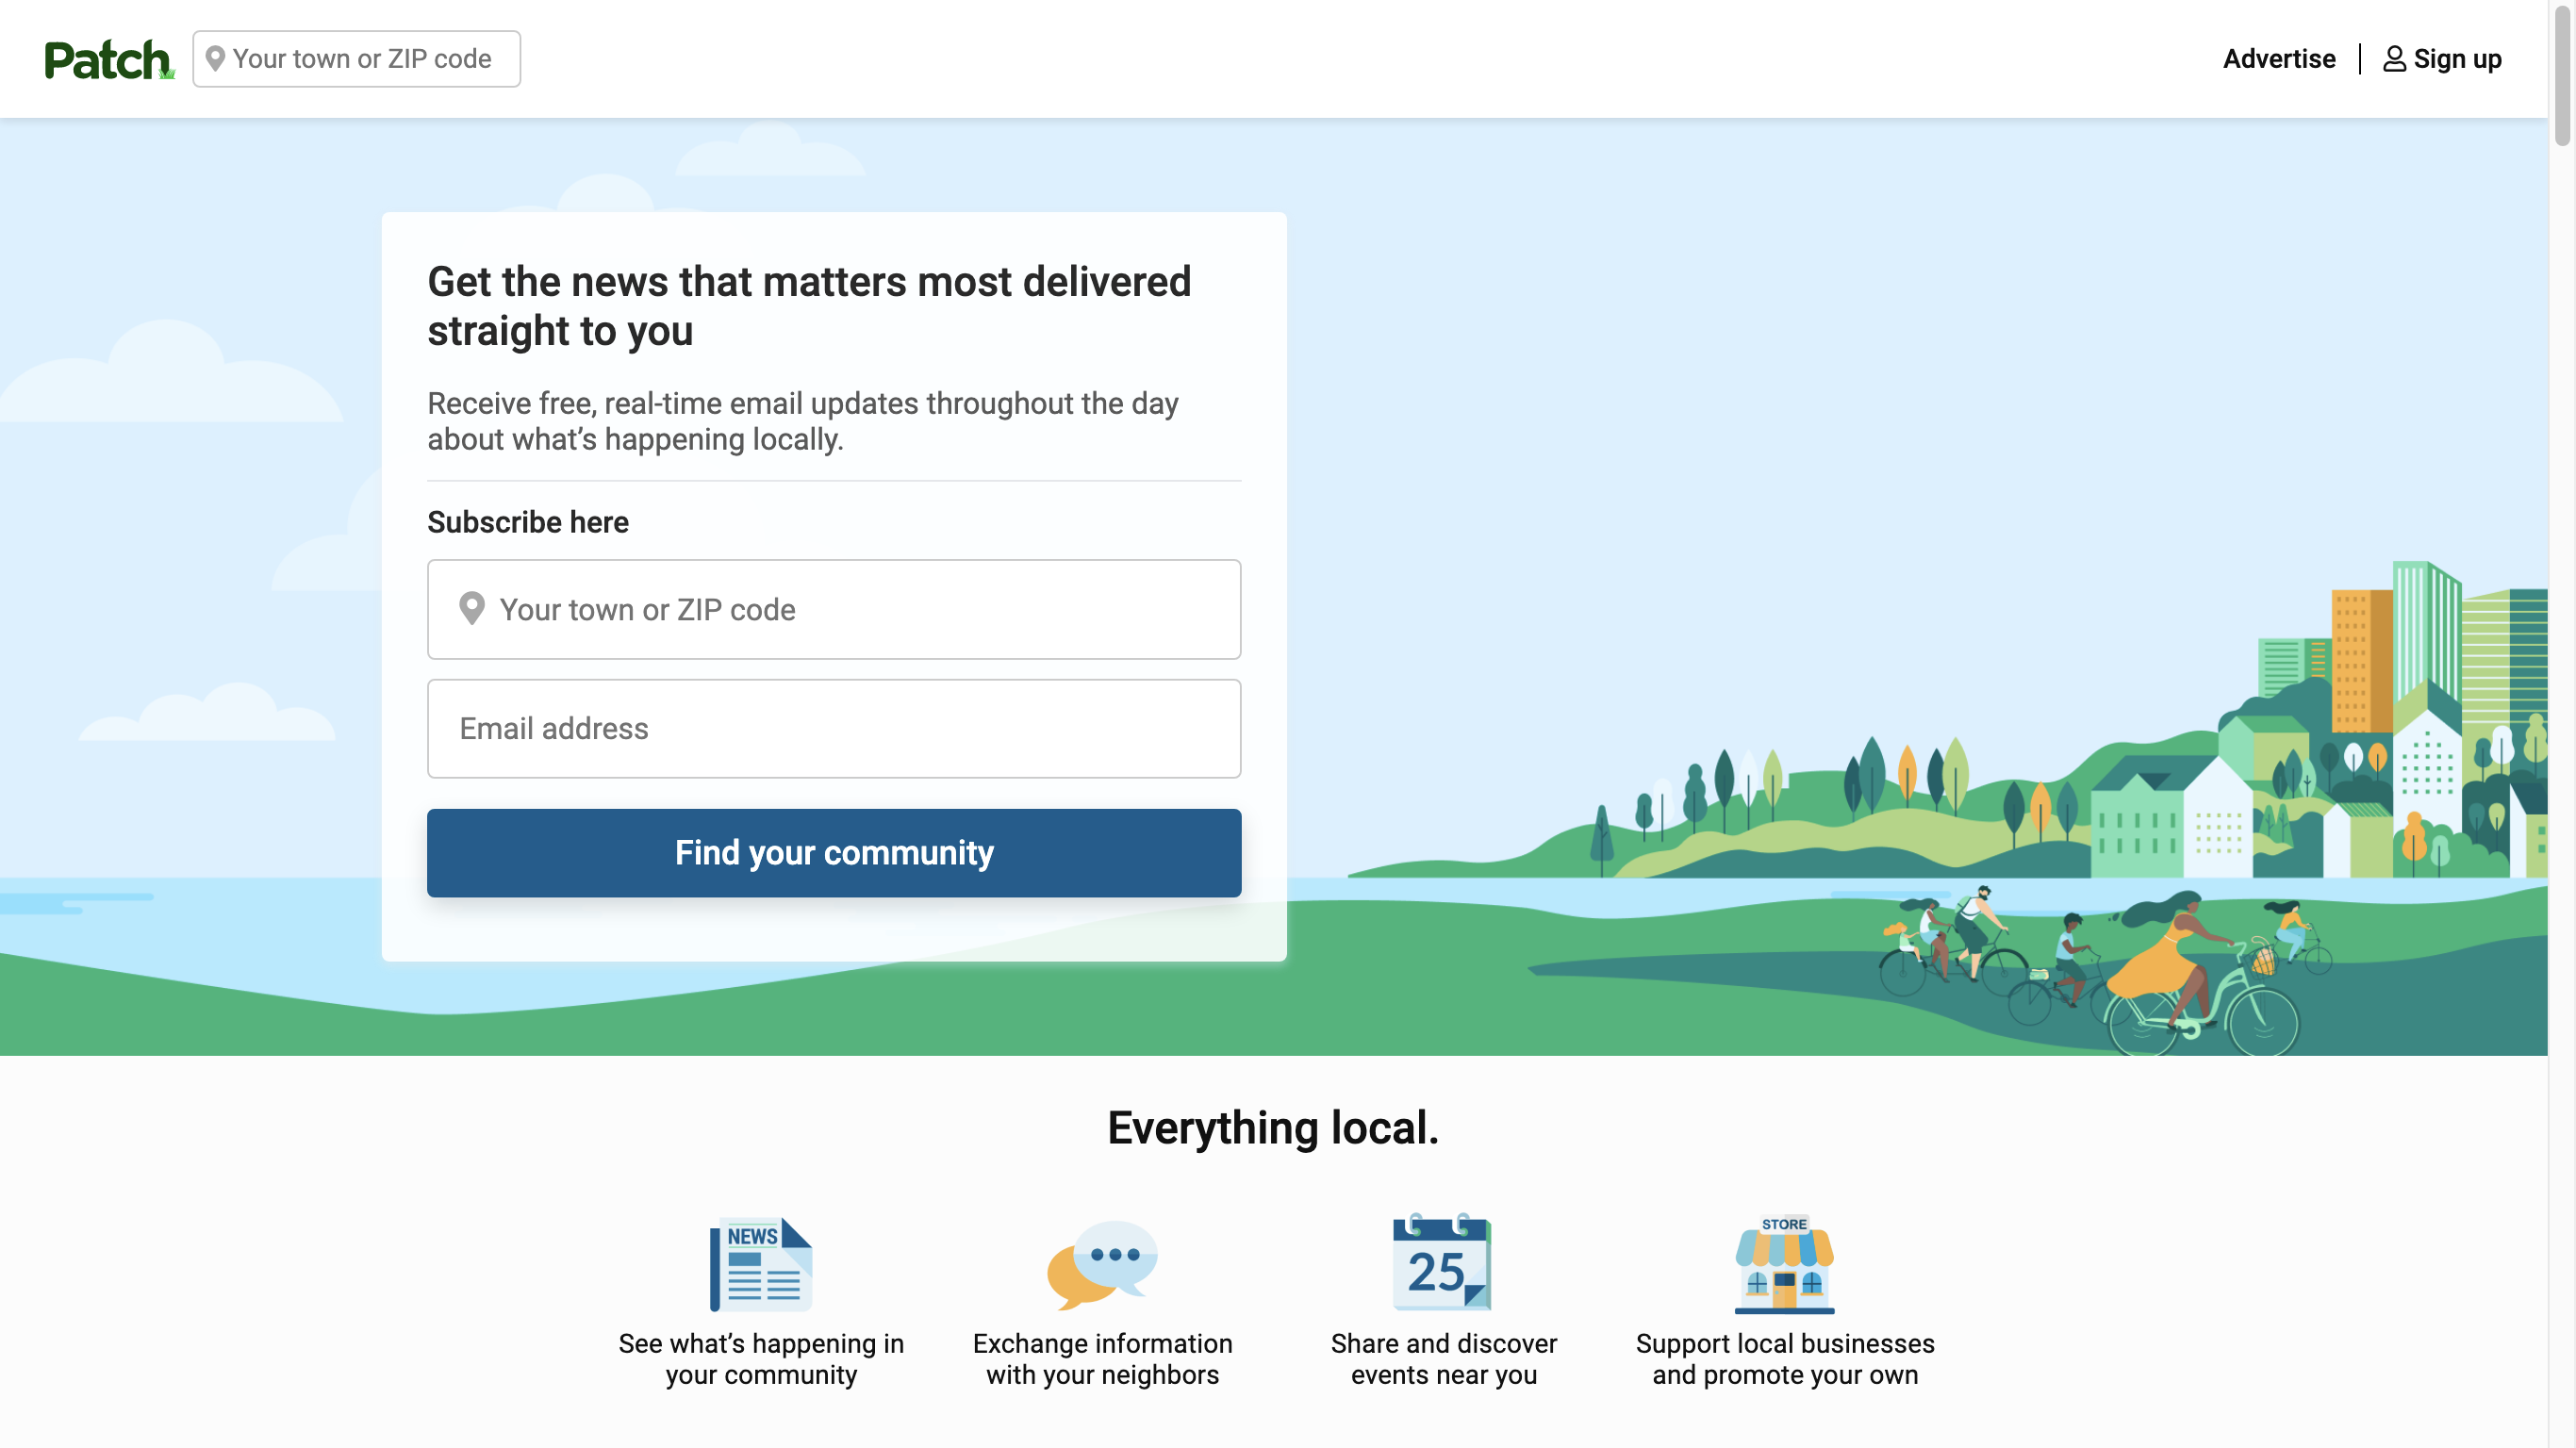 Patch
Your town or ZIP code
Advertise
Sign up
Get the news that matters most delivered
straight to you
Receive free, real-time email updates throughout the day
about what’s happening locally.
Subscribe here
Your town or ZIP code
Email address
Find your community
Everything local.
NEWS
See what’s happening in
your community
Exchange information
with your neighbors
25
Share and discover
events near you
STORE
Support local businesses
and promote your own